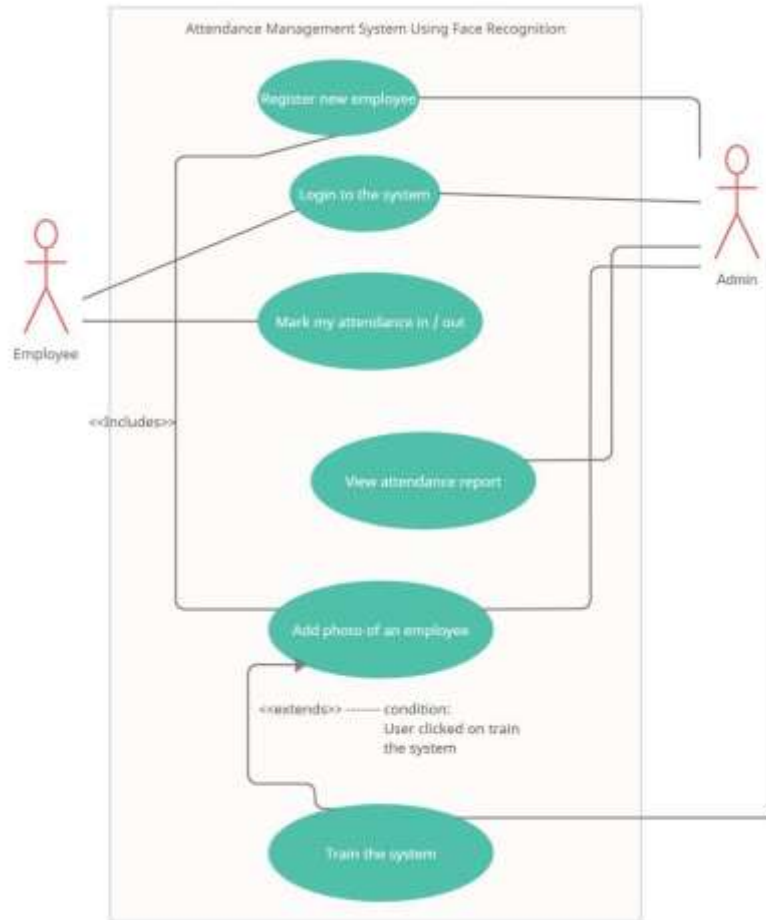 Attendance Management System Using Face Recognition
Register new employee
Login to the system
Admin
Mark my attendance in / out
Employee
<<Includes>>
View attendance report
Add photo of an employee
<<extends>> ------- condition:
User clicked on train
the system
Train the system